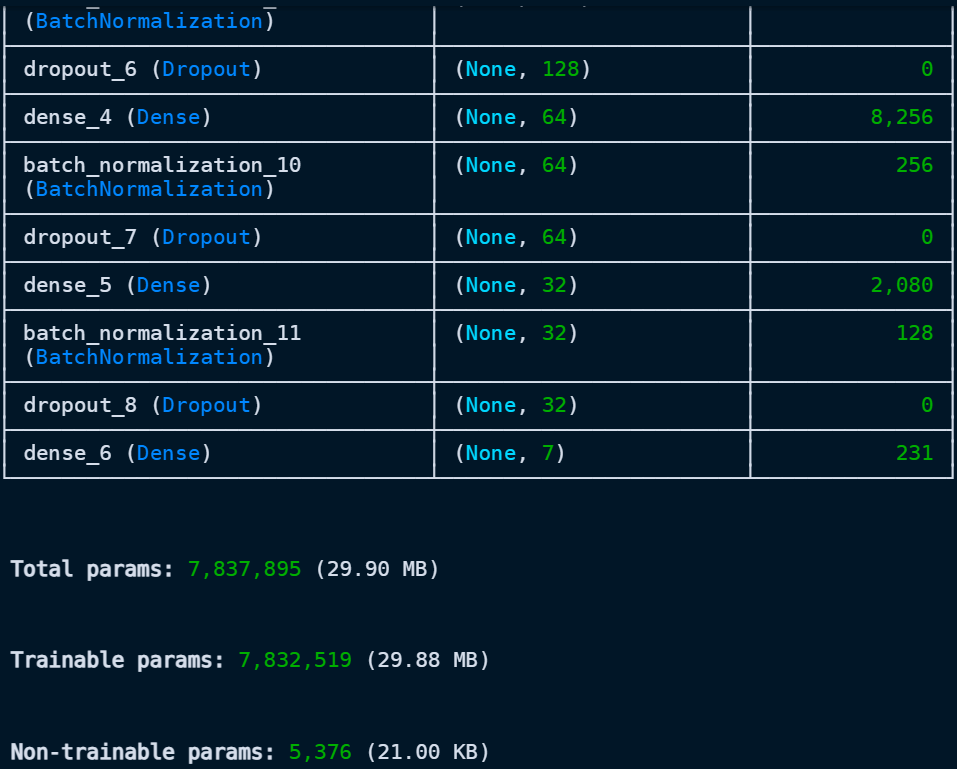 (BatchNormalization)
dropout_6 (Dropout) (None, 128) 0
dense_4 (Dense) (None, 64) 8,256
batch_normalization_10 (None, 64) 256
(BatchNormalization)
dropout_7 (Dropout) (None, 64) 0
dense_5 (Dense) (None, 32) 2,080
batch_normalization_11 (None, 32) 128
(BatchNormalization)
dropout_8 (Dropout) (None, 32) 0
dense_6 (Dense) (None, 7) 231
Total params: 7,837,895 (29.90 MB)
Trainable params: 7,832,519 (29.88 MB)
Non-trainable params: 5,376 (21.00 KB)